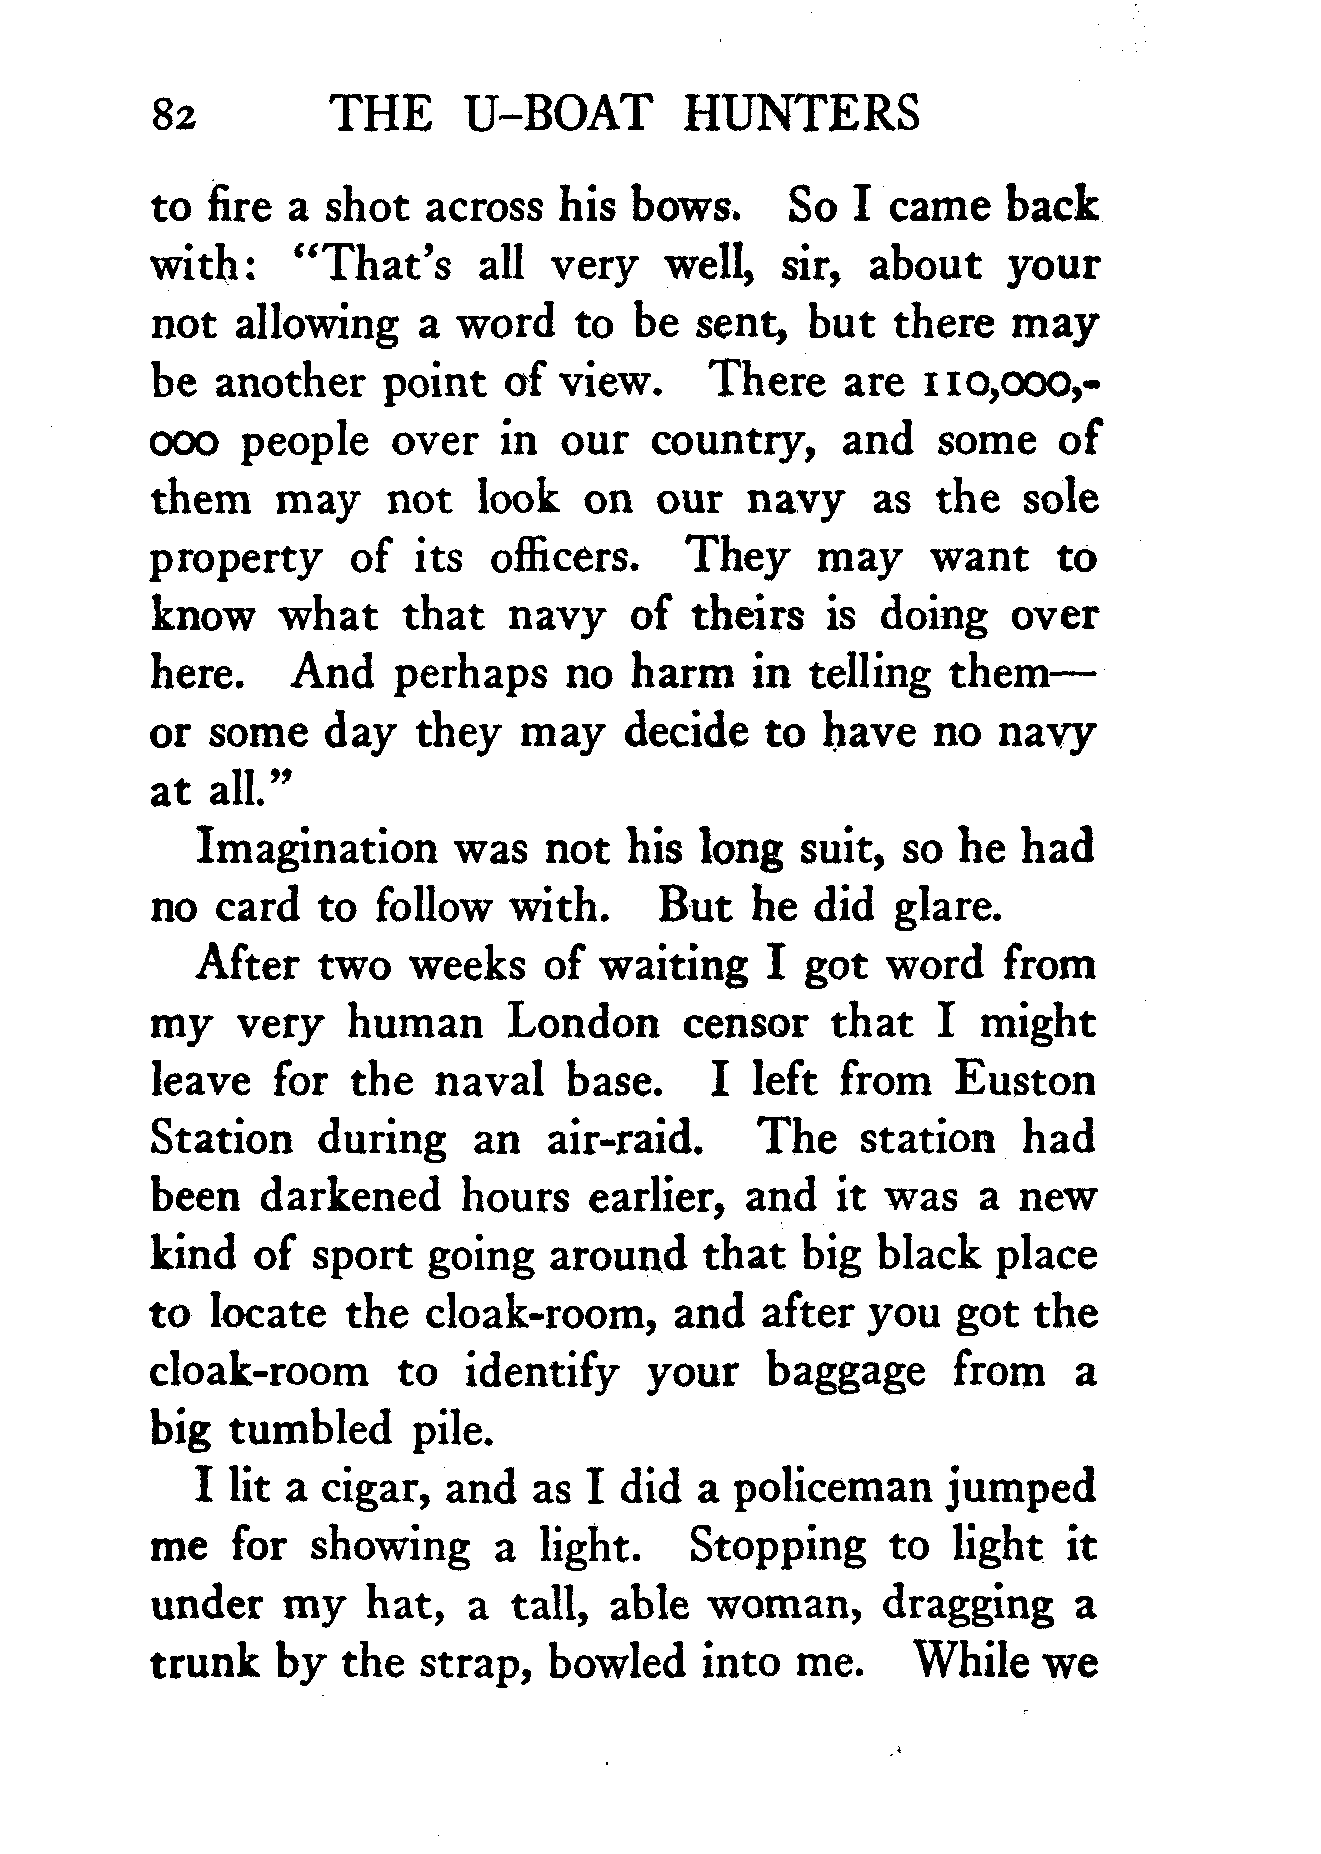 82 THE U-BOAT HUNTERS
to fire a shot across his bows. So I came back
with: "That's all very well, sir, about your
not allowing a word to be sent, but there may
be another point of view. There are 110,000,-
000 people over in our country, and some of
them may not look on our navy as the sole
property of its officers. They may want to
know what that navy of theirs is doing over
here. And perhaps no harm in telling them—
or some day they may decide to have no navy
at all."
Imagination was not his long suit, so he had
no card to follow with. But he did glare.
After two weeks of waiting I got word from
my very human London censor that I might
leave for the naval base. I left from Euston
Station during an air-raid. The station had
been darkened hours earlier, and it was a new
kind of sport going around that big black place
to locate the cloak-room, and after you got the
cloak-room to identify your baggage from a
big tumbled pile.
I lit a cigar, and as I did a policeman jumped
me for showing a light. Stopping to light it
under my hat, a tall, able woman, dragging a
trunk by the strap, bowled into me. While we